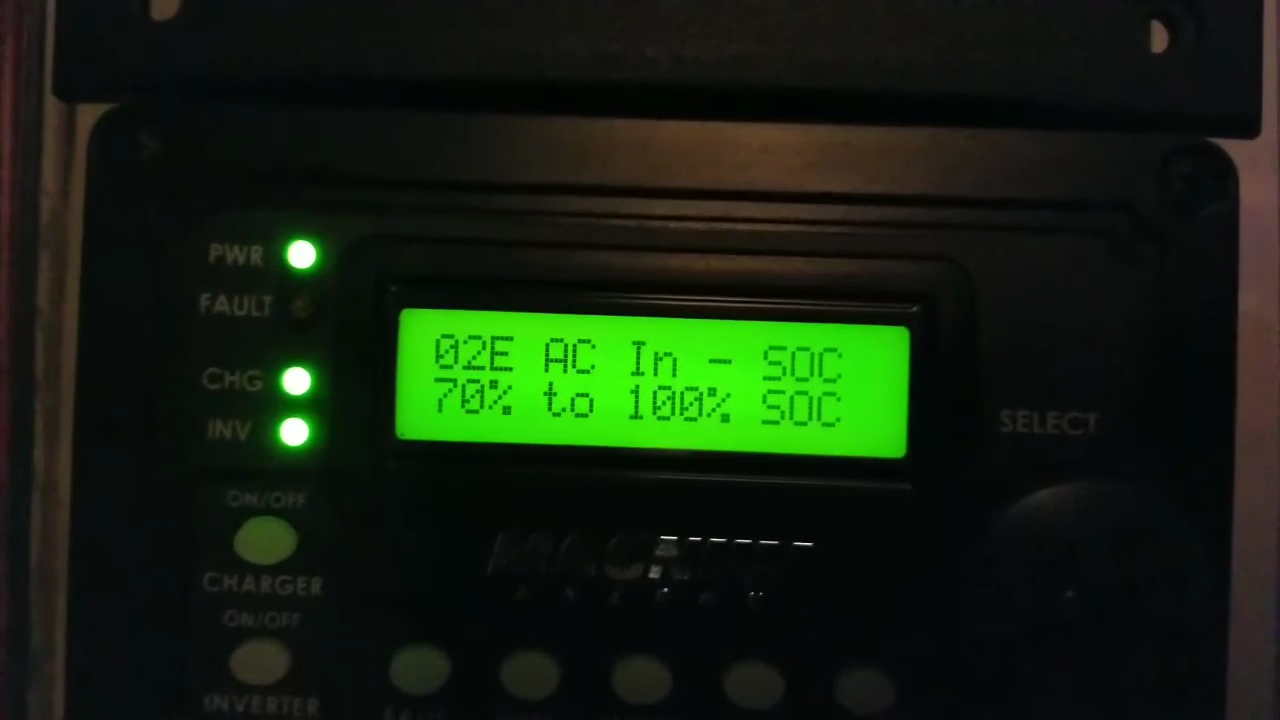 PWR
FAULT
02E AC In - SOC
70% to 100% SOC
CHG
INV
SELECT
ON/OFF
CHARGER
ON/OFF
INVERTER